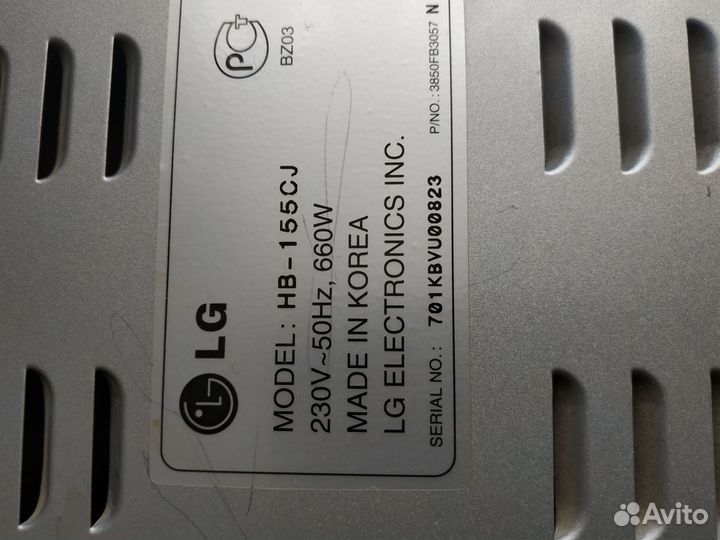 LG
PCT
BZ03
MODEL: HB-155CJ
230V~50Hz, 660W
MADE IN KOREA
LG ELECTRONICS INC.
SERIAL NO.: 701KBVU00823
P/NO.: 3850FB3057 N
Avito